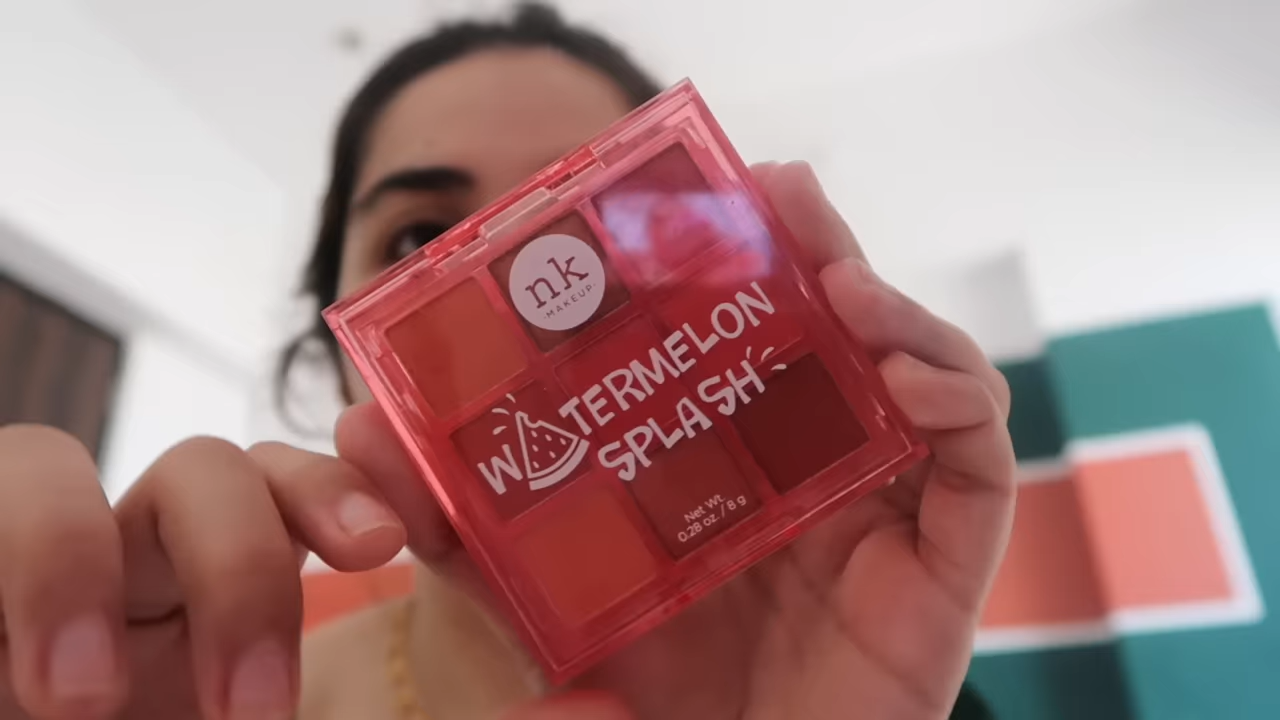 nk
·MAKEUP·
WATERMELON
SPLASH
Net Wt.
0.28 oz. / 8 g